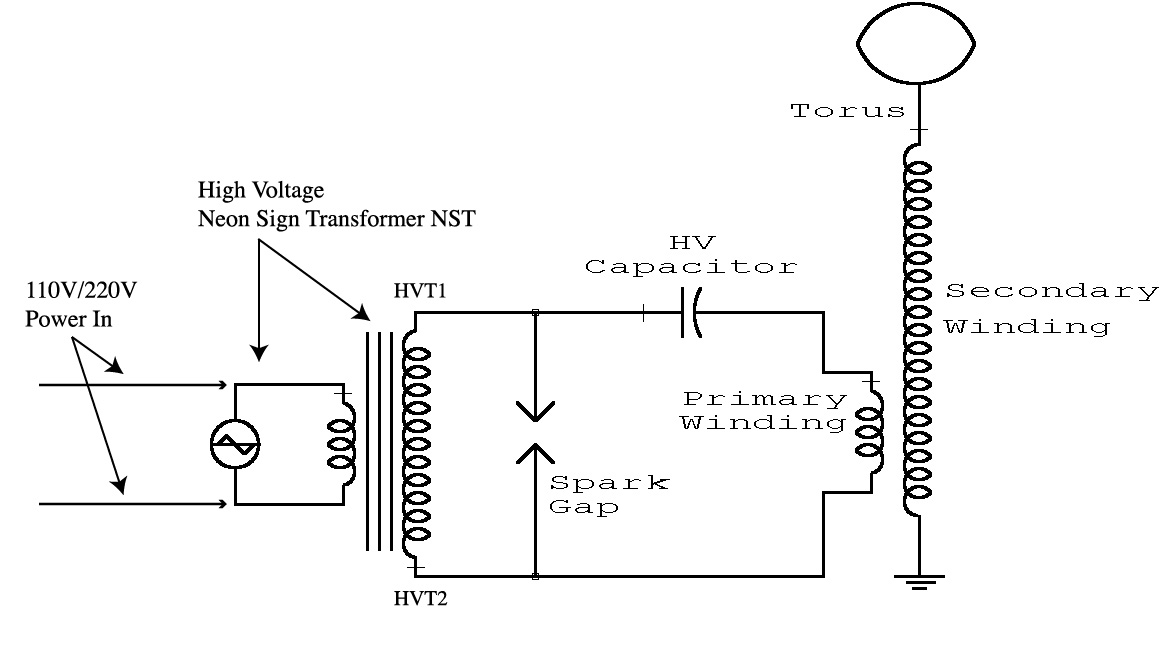 Torus
High Voltage
Neon Sign Transformer NST
HV
Capacitor
110V/220V
Power In
HVT1
Secondary
Winding
Primary
Winding
Spark
Gap
HVT2